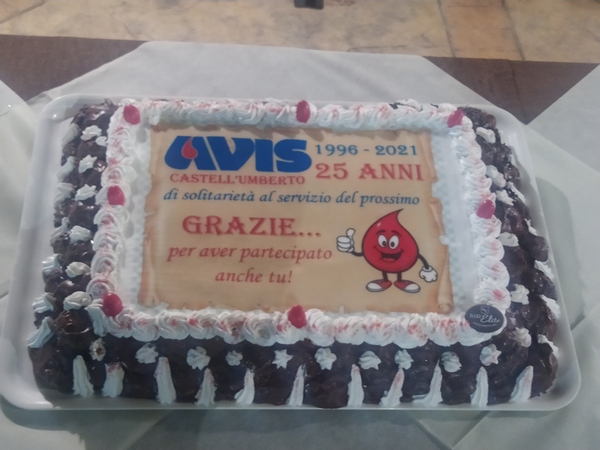 AVIS 1996 - 2021
CASTELL'UMBERTO 25 ANNI
di solitarietà al servizio del prossimo
GRAZIE...
per aver partecipato
anche tu!